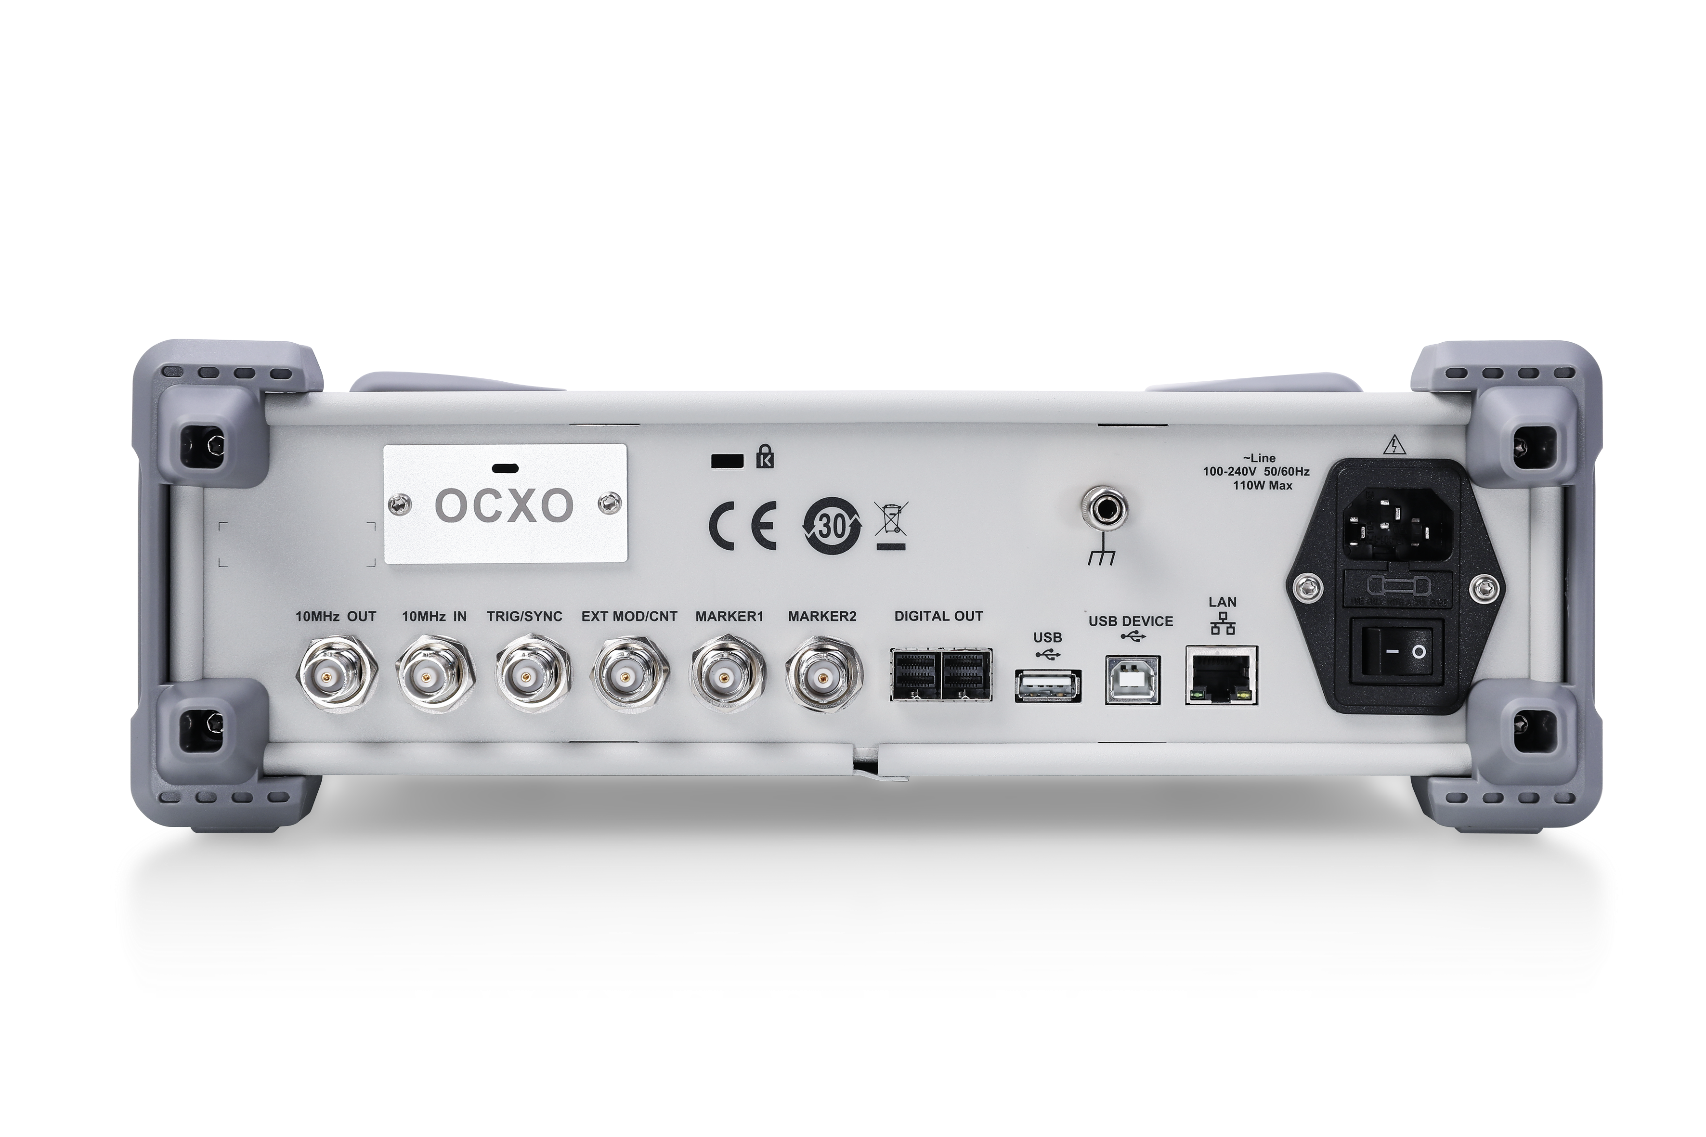 OCXO
K
CE
30
~Line
100-240V 50/60Hz
110W Max
10MHz OUT
10MHz IN
TRIG/SYNC
EXT MOD/CNT
MARKER1
MARKER2
DIGITAL OUT
USB
USB DEVICE
LAN